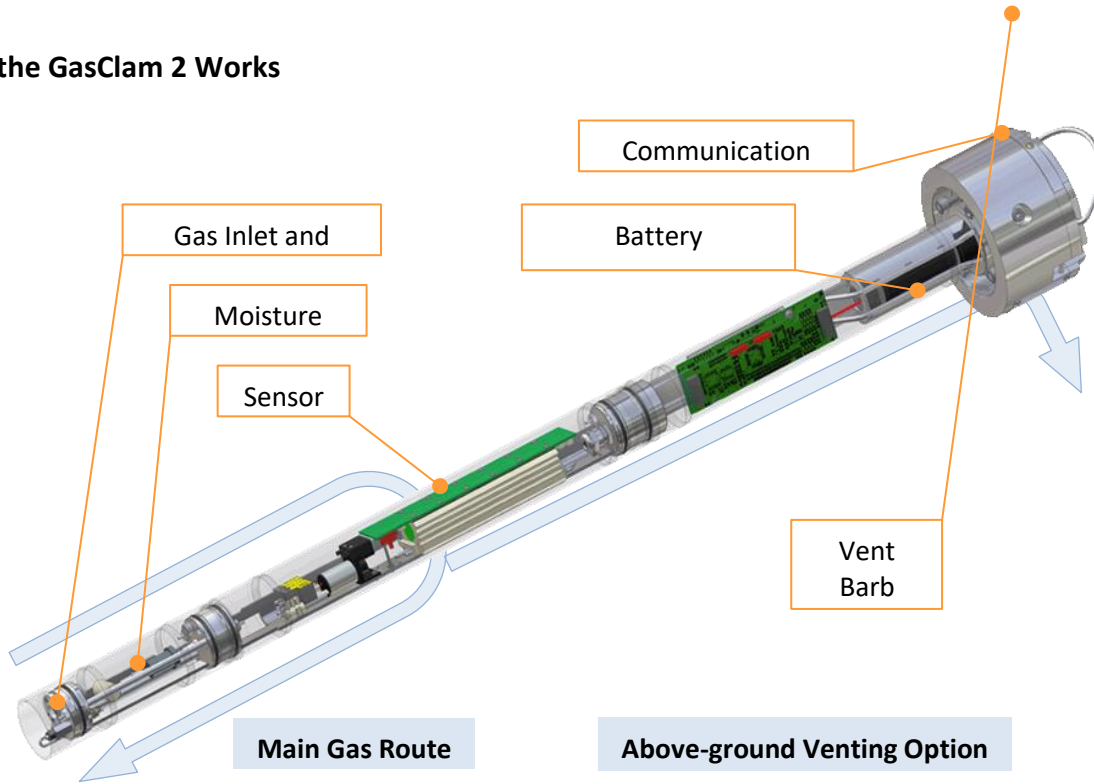 the GasClam 2 Works
Communication
Gas Inlet and
Battery
Moisture
Sensor
Vent
Barb
Main Gas Route
Above-ground Venting Option